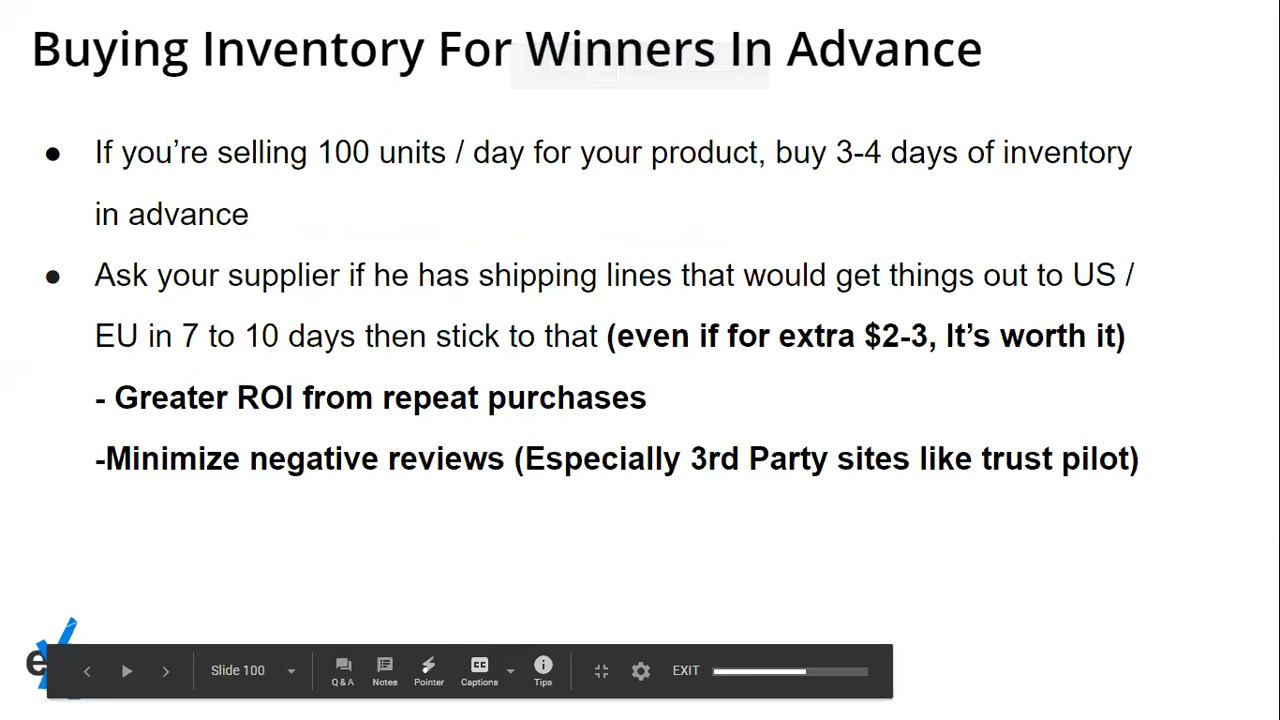 Buying Inventory For Winners In Advance
● If you’re selling 100 units / day for your product, buy 3-4 days of inventory
in advance
● Ask your supplier if he has shipping lines that would get things out to US /
EU in 7 to 10 days then stick to that (even if for extra $2-3, It’s worth it)
- Greater ROI from repeat purchases
-Minimize negative reviews (Especially 3rd Party sites like trust pilot)
Slide 100
Q & A
Notes
Pointer
CC
Captions
Tips
EXIT